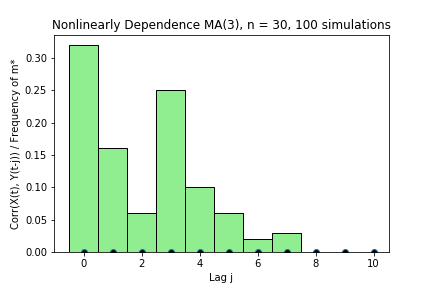 Nonlinearly Dependence MA(3), n = 30, 100 simulations
Corr(X(t), Y(t-j)) / Frequency of m*
0.30
0.25
0.20
0.15
0.10
0.05
0.00
0 2 4 6 8 10
Lag j